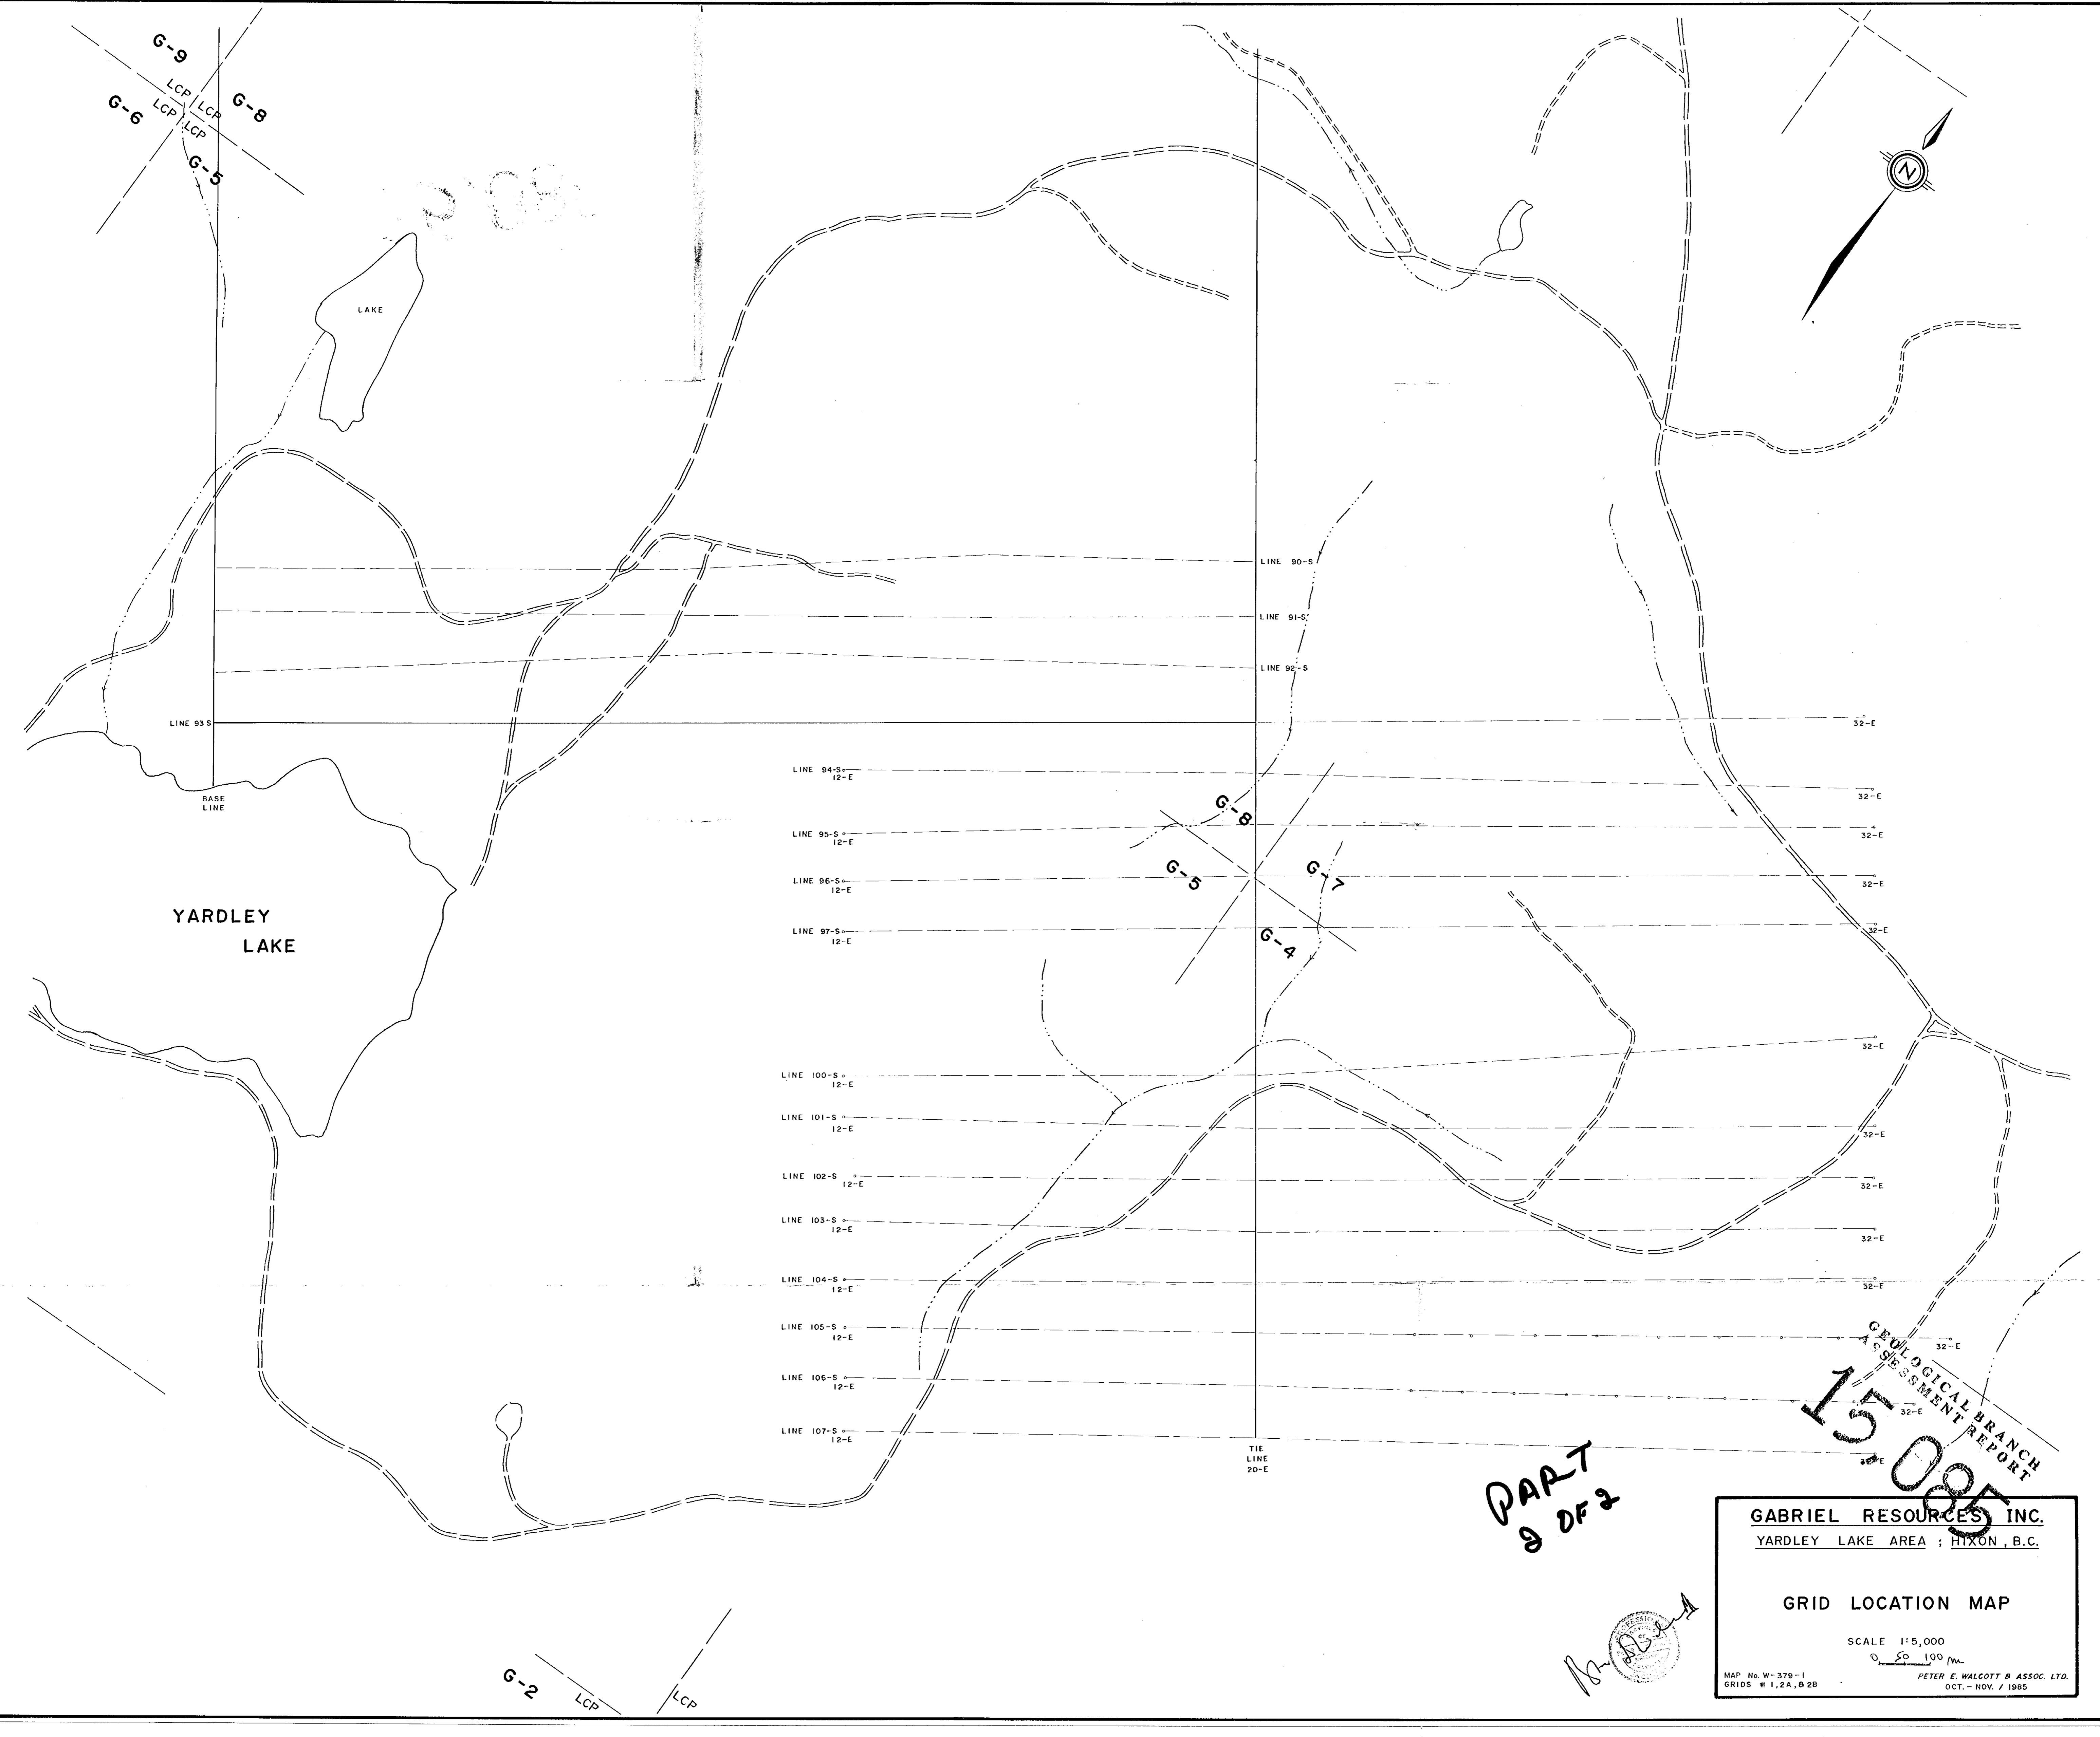 G-9
LCP
LCP
G-8
G-6
LCP
LCP
G-5
N
LAKE
LINE 90-S
LINE 91-S
LINE 92-S
LINE 93 S
32-E
LINE 94-S
12-E
32-E
BASE
LINE
G-8
LINE 95-S
12-E
32-E
G-5
G-7
LINE 96-S
12-E
32-E
YARDLEY
LAKE
LINE 97-S
12-E
G-4
32-E
32-E
LINE 100-S
12-E
LINE 101-S
12-E
32-E
LINE 102-S
12-E
32-E
LINE 103-S
12-E
32-E
LINE 104-S
12-E
32-E
LINE 105-S
12-E
32-E
LINE 106-S
12-E
32-E
LINE 107-S
12-E
TIE
LINE
20-E
GEOLOGICAL BRANCH
ASSESSMENT REPORT
15,085
PART
2 OF 2
GABRIEL RESOURCES INC.
YARDLEY LAKE AREA ; HIXON, B.C.
GRID LOCATION MAP
SCALE 1:5,000
0 50 100 m
MAP No. W-379-1
GRIDS # 1, 2A, & 2B
PETER E. WALCOTT & ASSOC. LTD.
OCT. - NOV. / 1985
G-2
LCP
LCP